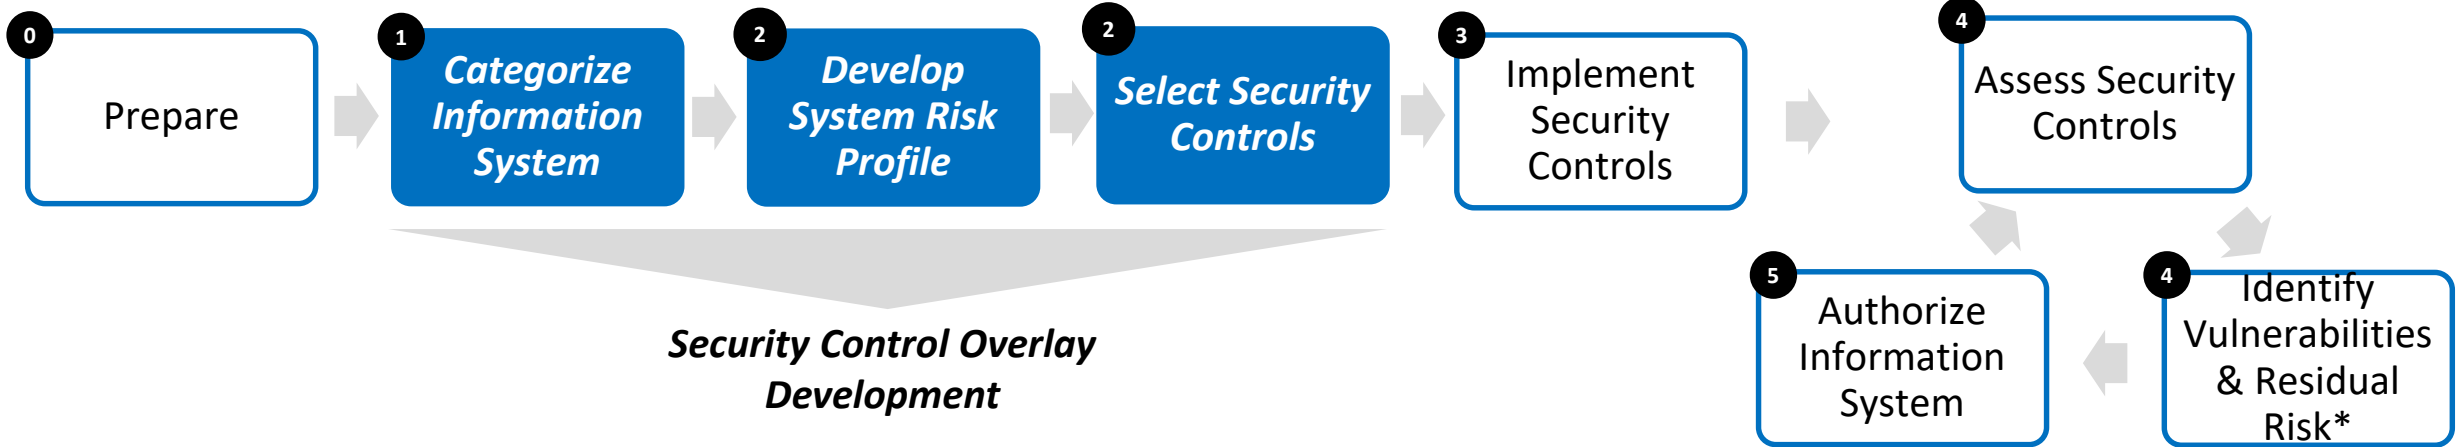 0
Prepare
1
Categorize
Information
System
2
Develop
System Risk
Profile
2
Select Security
Controls
3
Implement
Security
Controls
4
Assess Security
Controls
4
Identify
Vulnerabilities
& Residual
Risk*
5
Authorize
Information
System
Security Control Overlay
Development